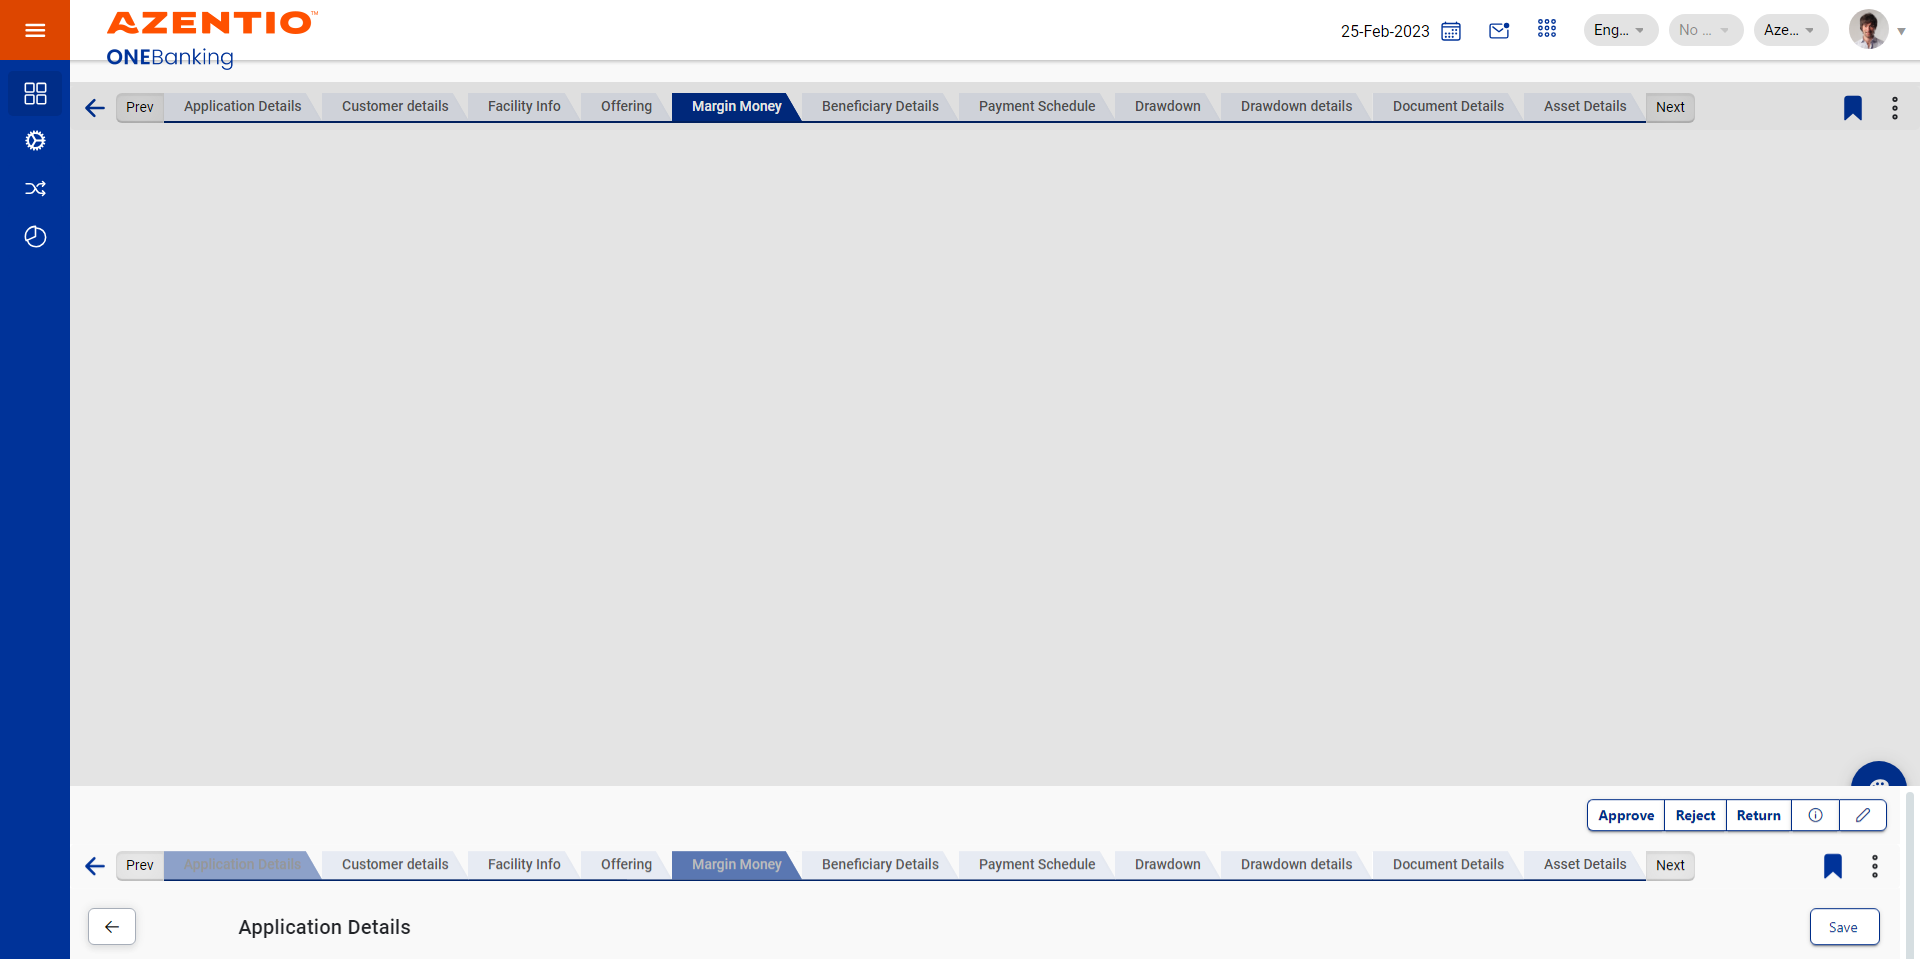 AZENTIO™
ONEBanking
25-Feb-2023
Eng...
No ...
Aze...
Prev Application Details Customer details Facility Info Offering Margin Money Beneficiary Details Payment Schedule Drawdown Drawdown details Document Details Asset Details Next
Approve Reject Return
Prev Application Details Customer details Facility Info Offering Margin Money Beneficiary Details Payment Schedule Drawdown Drawdown details Document Details Asset Details Next
Application Details
Save